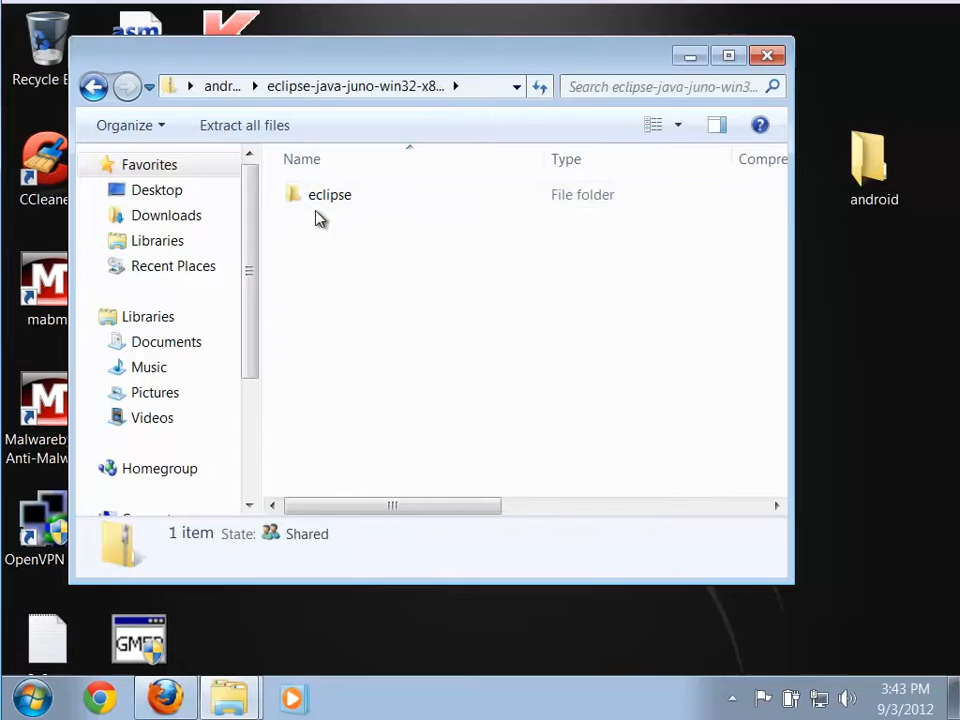 asm
Recycle
andr...
eclipse-java-juno-win32-x8...
Search eclipse-java-juno-win3...
Organize
Extract all files
Name
Type
Compre
Favorites
Desktop
Downloads
Libraries
Recent Places
Libraries
Documents
Music
Pictures
Videos
Homegroup
eclipse
File folder
1 item State: Shared
CCleane
mabm
Malwareby
Anti-Malw
OpenVPN
GMER
android
3:43 PM
9/3/2012